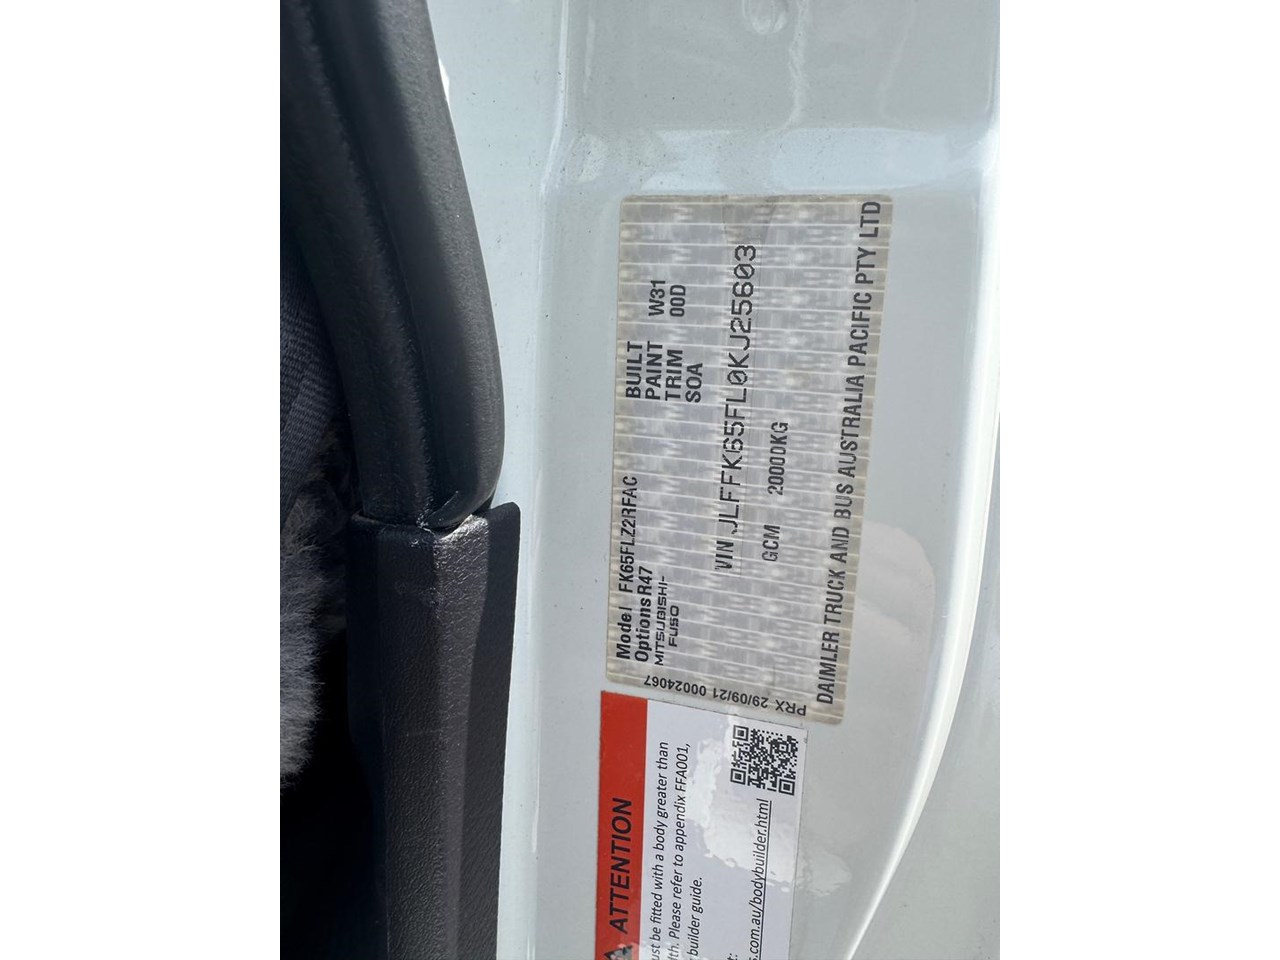 Model FK65FLZ2RFAC
Options R47
MITSUBISHI-
FUSO
BUILT
PAINT W31
TRIM 00D
SOA
VIN JLFFK65FL0KJ25603
GCM 20000KG
DAIMLER TRUCK AND BUS AUSTRALIA PACIFIC PTY LTD
PRX 29/09/21 00024067
ATTENTION
be fitted with a body greater than
Please refer to appendix FFA001,
builder guide.
.com.au/bodybuilder.html